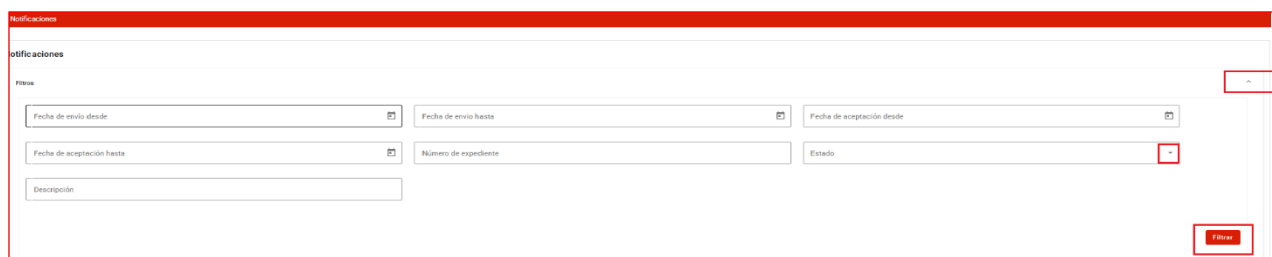 Notificaciones
otificaciones
Filtros
Fecha de envío desde
Fecha de envío hasta
Fecha de aceptación desde
Fecha de aceptación hasta
Número de expediente
Estado
Descripción
Filtrar